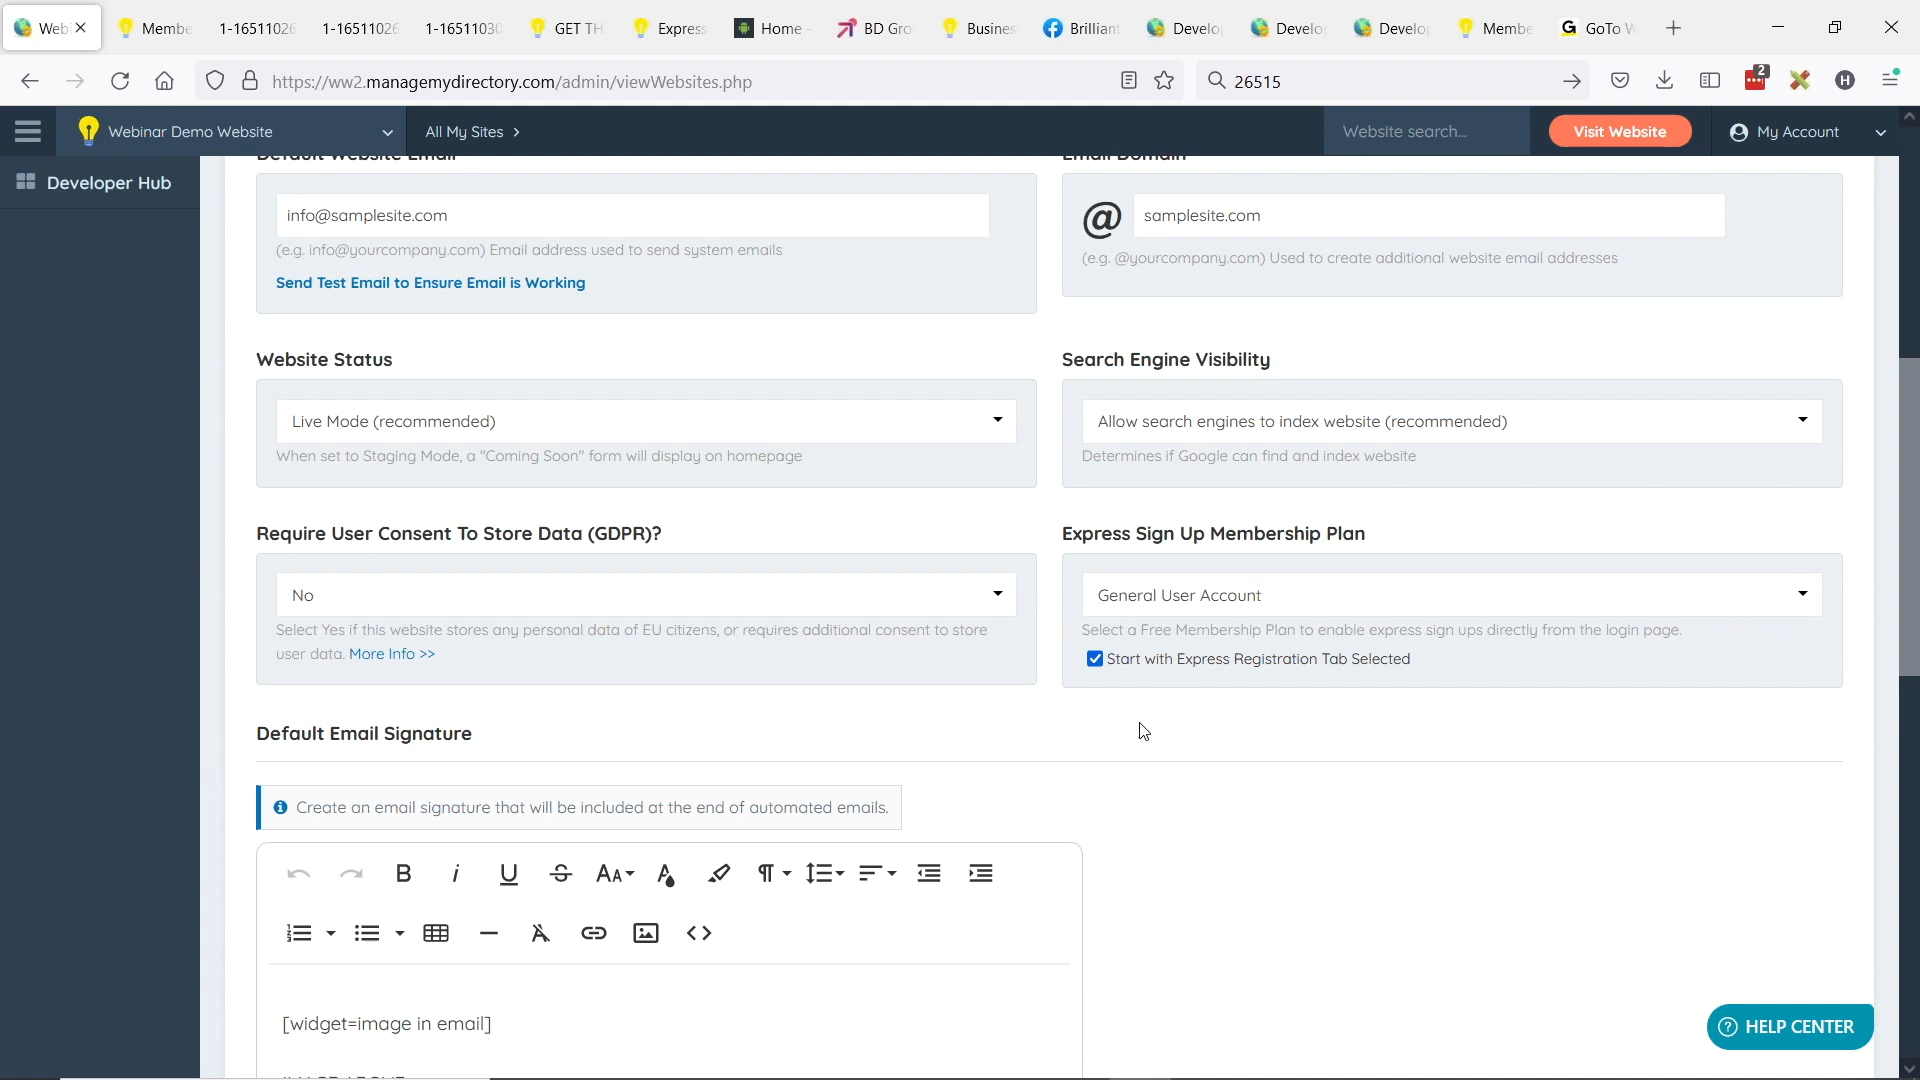 Web
Membe
1-16511026
1-16511026
1-16511030
GET TH
Express
Home -
BD Gro
Busines
Brilliant
Develop
Develop
Develop
Membe
G GoTo W
https://ww2.managemydirectory.com/admin/viewWebsites.php
26515
2
H
Webinar Demo Website
All My Sites >
Website search...
Visit Website
My Account
Developer Hub
Default Website Email
Email Domain
info@samplesite.com
@ samplesite.com
(e.g. info@yourcompany.com) Email address used to send system emails
(e.g. @yourcompany.com) Used to create additional website email addresses
Send Test Email to Ensure Email is Working
Website Status
Search Engine Visibility
Live Mode (recommended)
Allow search engines to index website (recommended)
When set to Staging Mode, a "Coming Soon" form will display on homepage
Determines if Google can find and index website
Require User Consent To Store Data (GDPR)?
Express Sign Up Membership Plan
No
General User Account
Select Yes if this website stores any personal data of EU citizens, or requires additional consent to store
user data. More Info >>
Select a Free Membership Plan to enable express sign ups directly from the login page.
Start with Express Registration Tab Selected
Default Email Signature
Create an email signature that will be included at the end of automated emails.
[widget=image in email]
? HELP CENTER